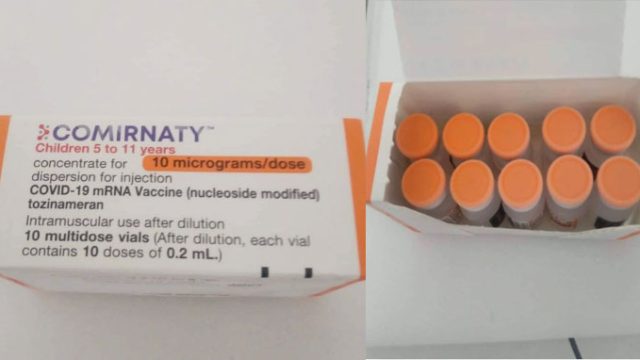 COMIRNATY™
Children 5 to 11 years
concentrate for 10 micrograms/dose
dispersion for injection
COVID-19 mRNA Vaccine (nucleoside modified)
tozinameran
Intramuscular use after dilution
10 multidose vials (After dilution, each vial
contains 10 doses of 0.2 mL.)